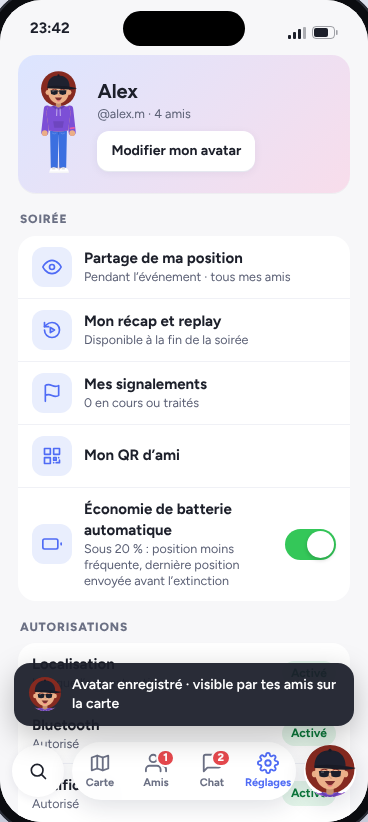 23:42
Alex
@alex.m · 4 amis
Modifier mon avatar
SOIRÉE
Partage de ma position
Pendant l'événement · tous mes amis
Mon récap et replay
Disponible à la fin de la soirée
Mes signalements
0 en cours ou traités
Mon QR d'ami
Économie de batterie
automatique
Sous 20 % : position moins
fréquente, dernière position
envoyée avant l'extinction
AUTORISATIONS
Localisation
Avatar enregistré · visible par tes amis sur
la carte
Bluetooth
Activé
Autorisé
1
2
Carte
Amis
Chat
Réglages
Autorisé